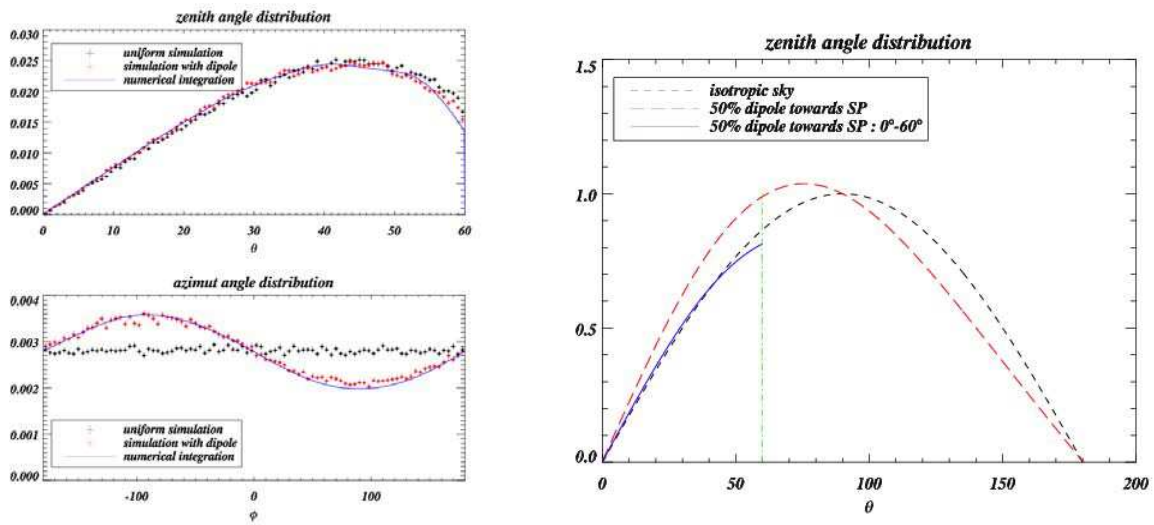 zenith angle distribution
0.030
0.025
0.020
0.015
0.010
0.005
0.000
uniform simulation
simulation with dipole
numerical integration
0 10 20 30 40 50 60
θ
azimut angle distribution
0.004
0.003
0.002
0.001
0.000
uniform simulation
simulation with dipole
numerical integration
-100 0 100
φ
zenith angle distribution
1.5
1.0
0.5
0.0
isotropic sky
50% dipole towards SP
50% dipole towards SP : 0°-60°
0 50 100 150 200
θ